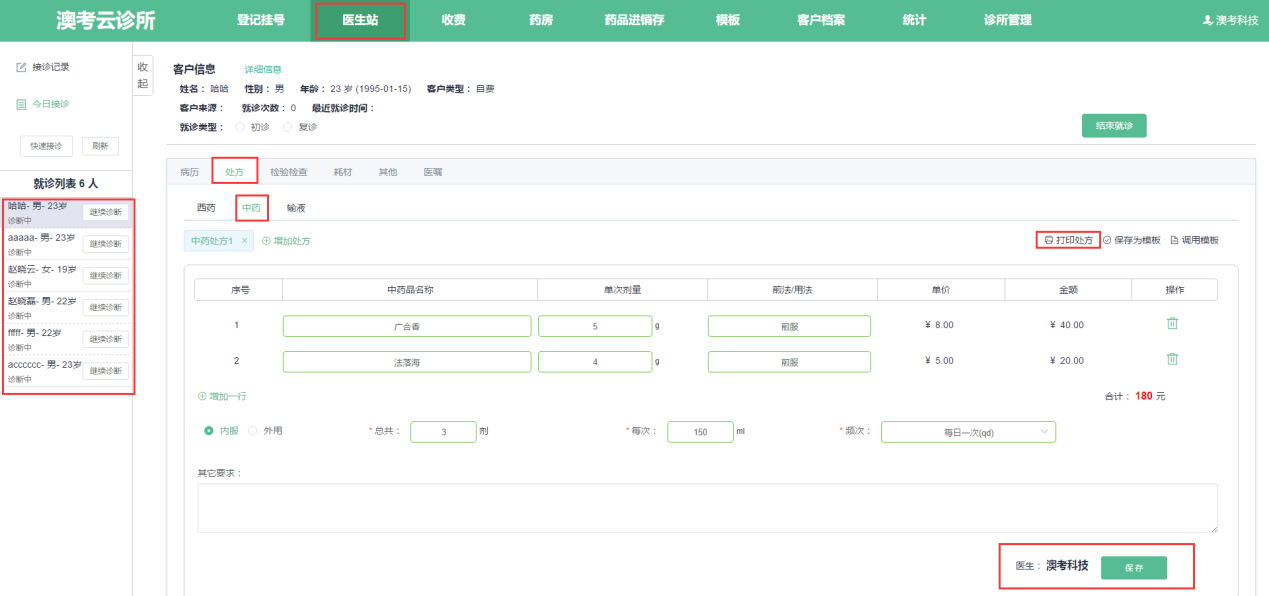 澳考云诊所 登记挂号 医生站 收费 药房 药品进销存 模板 客户档案 统计 诊所管理 澳考科技
接诊记录
今日接诊
快速接诊 刷新
就诊列表 6 人
哈哈- 男- 23岁 继续诊断
诊断中
aaaaa- 男- 23岁 继续诊断
诊断中
赵晓云- 女- 19岁 继续诊断
诊断中
赵晓磊- 男- 22岁 继续诊断
诊断中
fffff- 男- 22岁 继续诊断
诊断中
acccccc- 男- 23岁 继续诊断
诊断中
收
起
客户信息 详细信息
姓名： 哈哈 性别： 男 年龄： 23 岁 (1995-01-15) 客户类型： 自费
客户来源： 就诊次数： 0 最近就诊时间：
就诊类型： 初诊 复诊
结束就诊
病历 处方 检验检查 耗材 其他 医嘱
西药 中药 输液
中药处方1 × 增加处方 打印处方 保存为模板 调用模板
序号 中药品名称 单次剂量 煎法/用法 单价 金额 操作
1 广合香 5 g 煎服 ¥ 8.00 ¥ 40.00
2 法落海 4 g 煎服 ¥ 5.00 ¥ 20.00
增加一行 合计： 180 元
内服 外用 * 总共： 3 剂 * 每次： 150 ml * 频次： 每日一次(qd)
其它要求：
医生： 澳考科技 保存